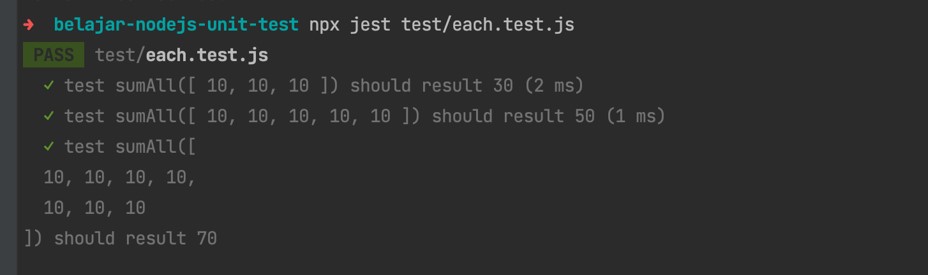 → belajar-nodejs-unit-test npx jest test/each.test.js
PASS test/each.test.js
✓ test sumAll([ 10, 10, 10 ]) should result 30 (2 ms)
✓ test sumAll([ 10, 10, 10, 10, 10 ]) should result 50 (1 ms)
✓ test sumAll([
10, 10, 10, 10,
10, 10, 10
]) should result 70